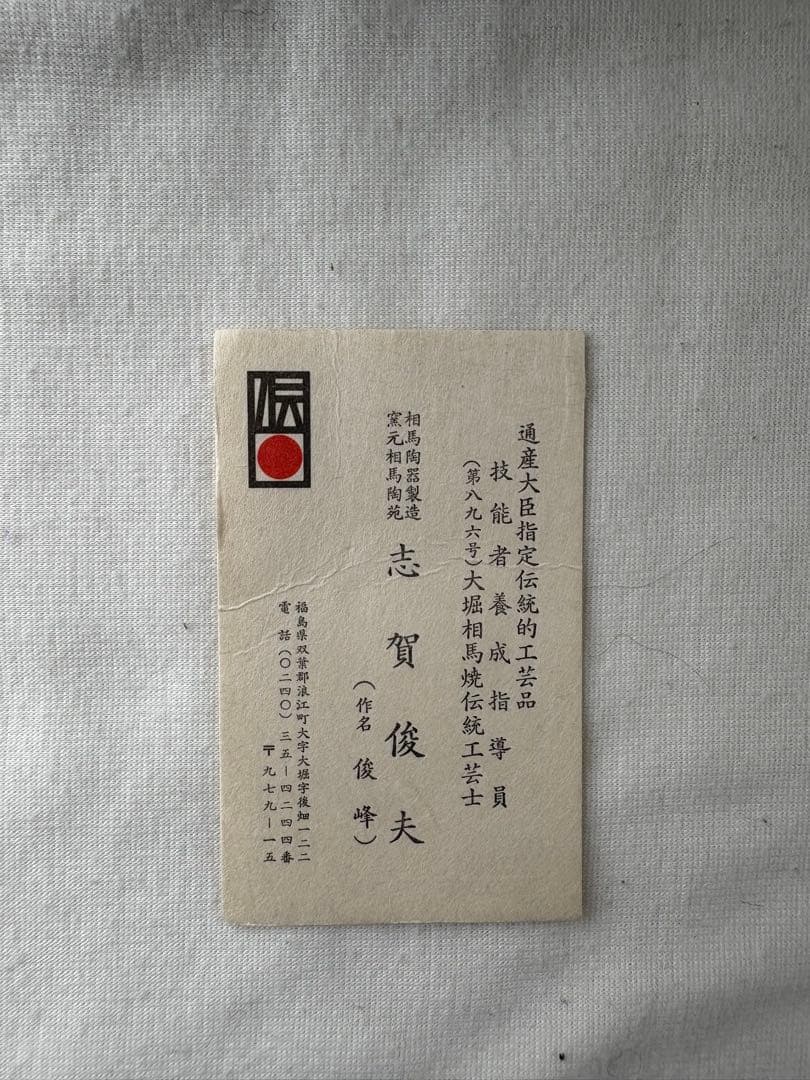 通産大臣指定伝統的工芸品
技能者養成指導員
（第八九六号）大堀相馬焼伝統工芸士
相馬陶器製造
窯元相馬陶苑
志賀俊夫
（作名 俊峰）
福島県双葉郡浪江町大字大堀字後畑一二二
電話（〇二四〇）三五ー四二四四番
〒九七九ー一五
伝